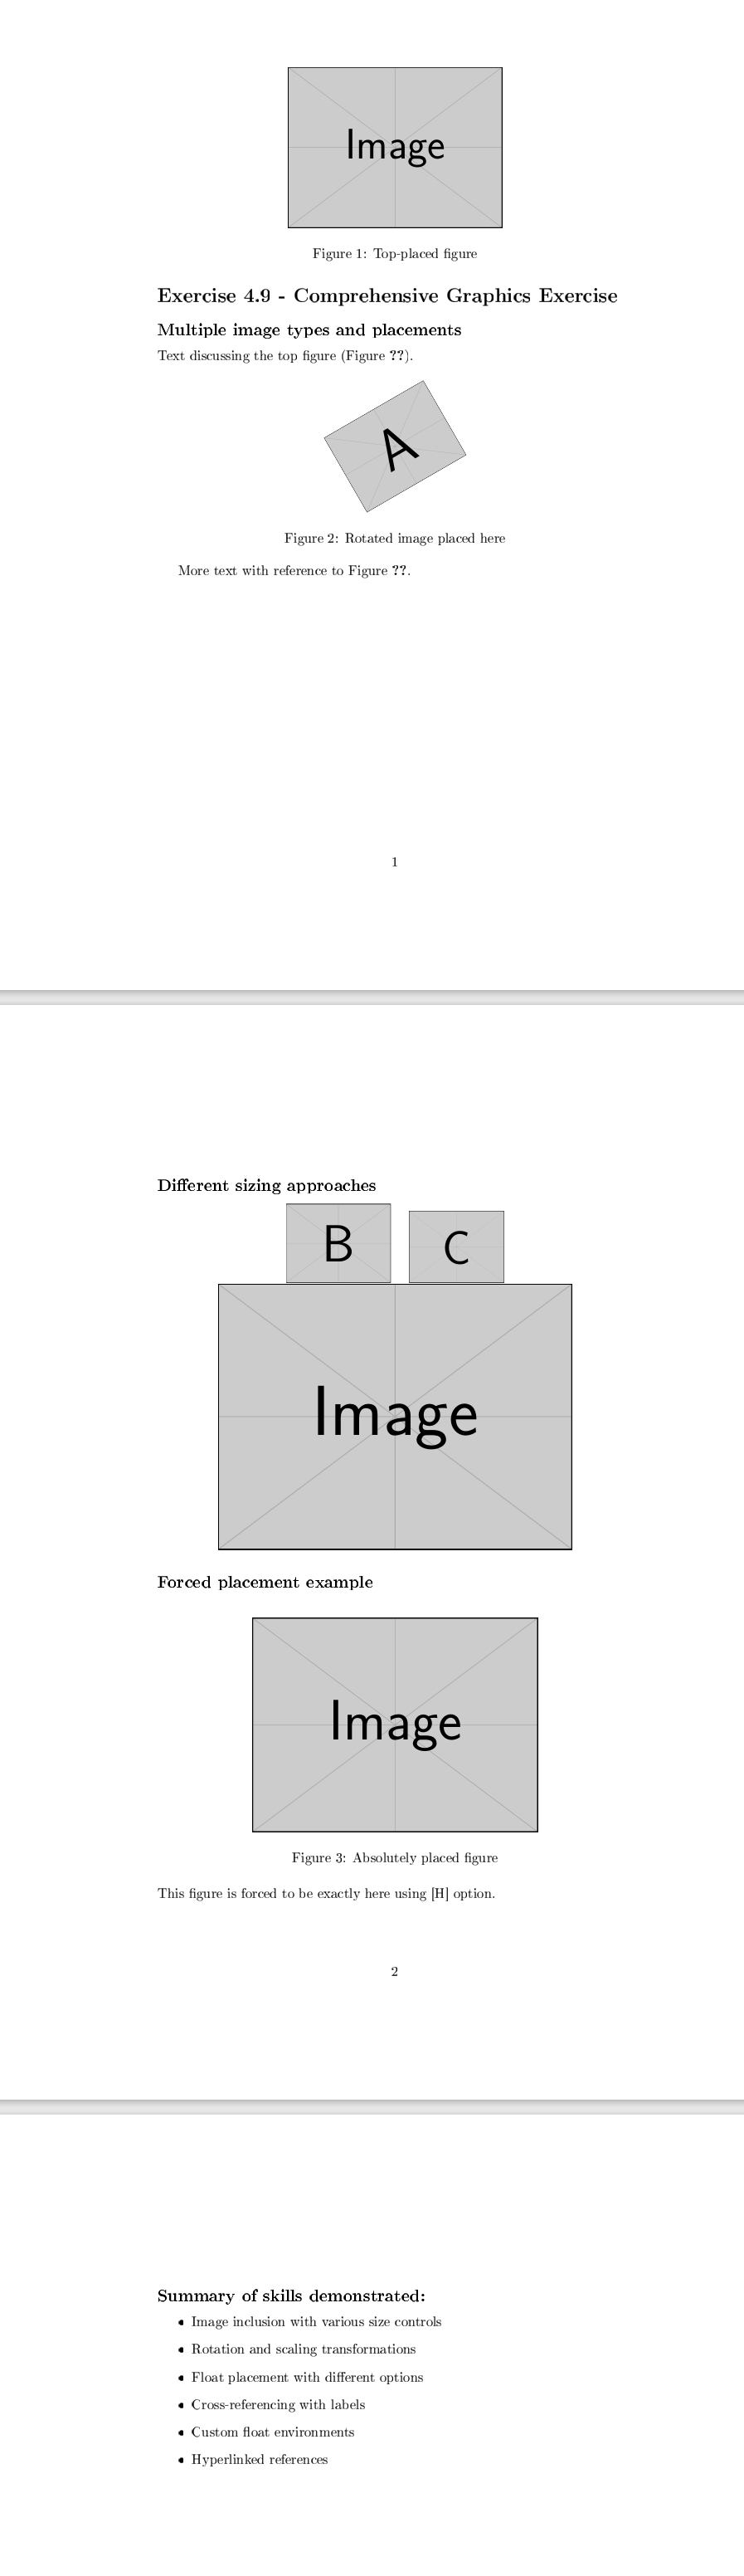 Image
Figure 1: Top-placed figure
Exercise 4.9 - Comprehensive Graphics Exercise
Multiple image types and placements
Text discussing the top figure (Figure ??).
A
Figure 2: Rotated image placed here
More text with reference to Figure ??.
1
Different sizing approaches
B C
Image
Forced placement example
Image
Figure 3: Absolutely placed figure
This figure is forced to be exactly here using [H] option.
2
Summary of skills demonstrated:
• Image inclusion with various size controls
• Rotation and scaling transformations
• Float placement with different options
• Cross-referencing with labels
• Custom float environments
• Hyperlinked references